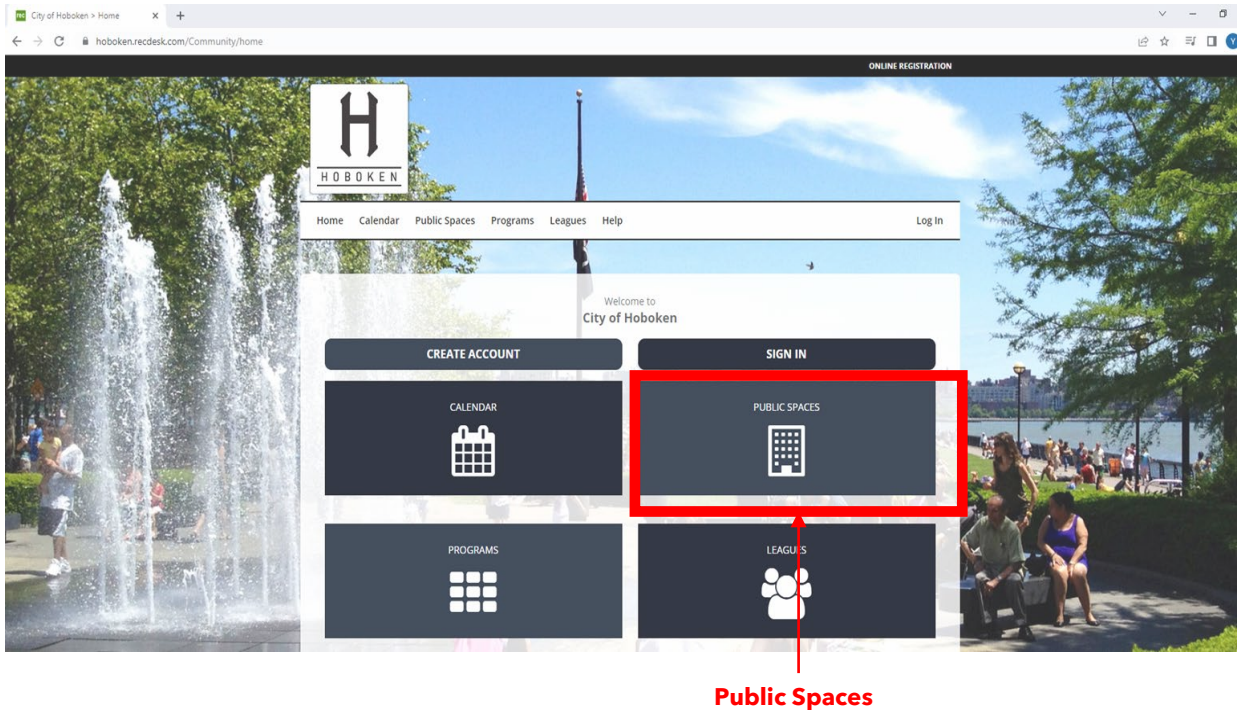 City of Hoboken > Home
hoboken.recdesk.com/Community/home
ONLINE REGISTRATION
H
HOBOKEN
Home Calendar Public Spaces Programs Leagues Help Log In
Welcome to
City of Hoboken
CREATE ACCOUNT SIGN IN
CALENDAR PUBLIC SPACES
PROGRAMS LEAGUES
Public Spaces